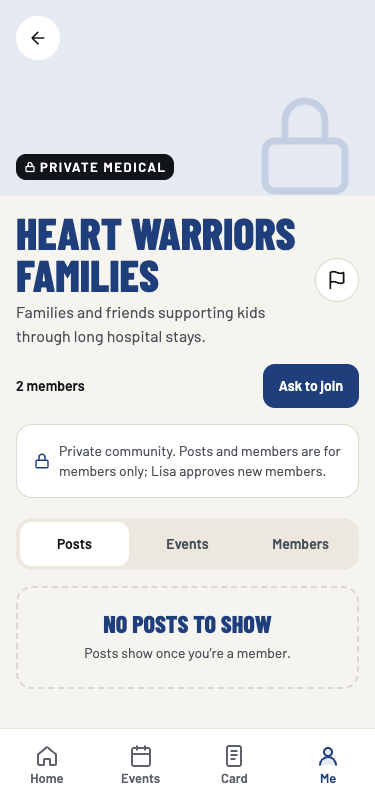 PRIVATE MEDICAL
HEART WARRIORS
FAMILIES
Families and friends supporting kids
through long hospital stays.
2 members
Ask to join
Private community. Posts and members are for
members only; Lisa approves new members.
Posts
Events
Members
NO POSTS TO SHOW
Posts show once you’re a member.
Home
Events
Card
Me